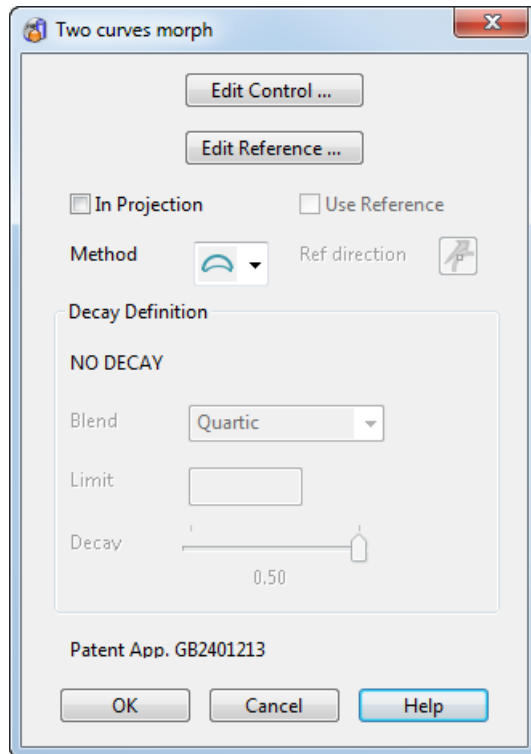 Two curves morph
Edit Control ...
Edit Reference ...
In Projection Use Reference
Method Ref direction
Decay Definition
NO DECAY
Blend Quartic
Limit
Decay
0.50
Patent App. GB2401213
OK Cancel Help